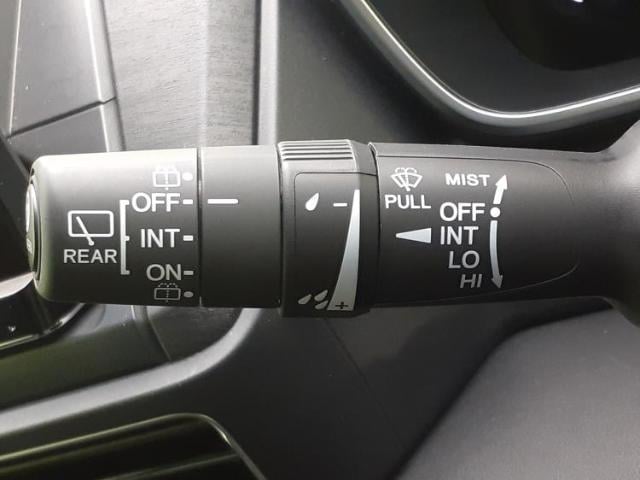 OFF
INT
ON
REAR
−
+
PULL
MIST
OFF
INT
LO
HI